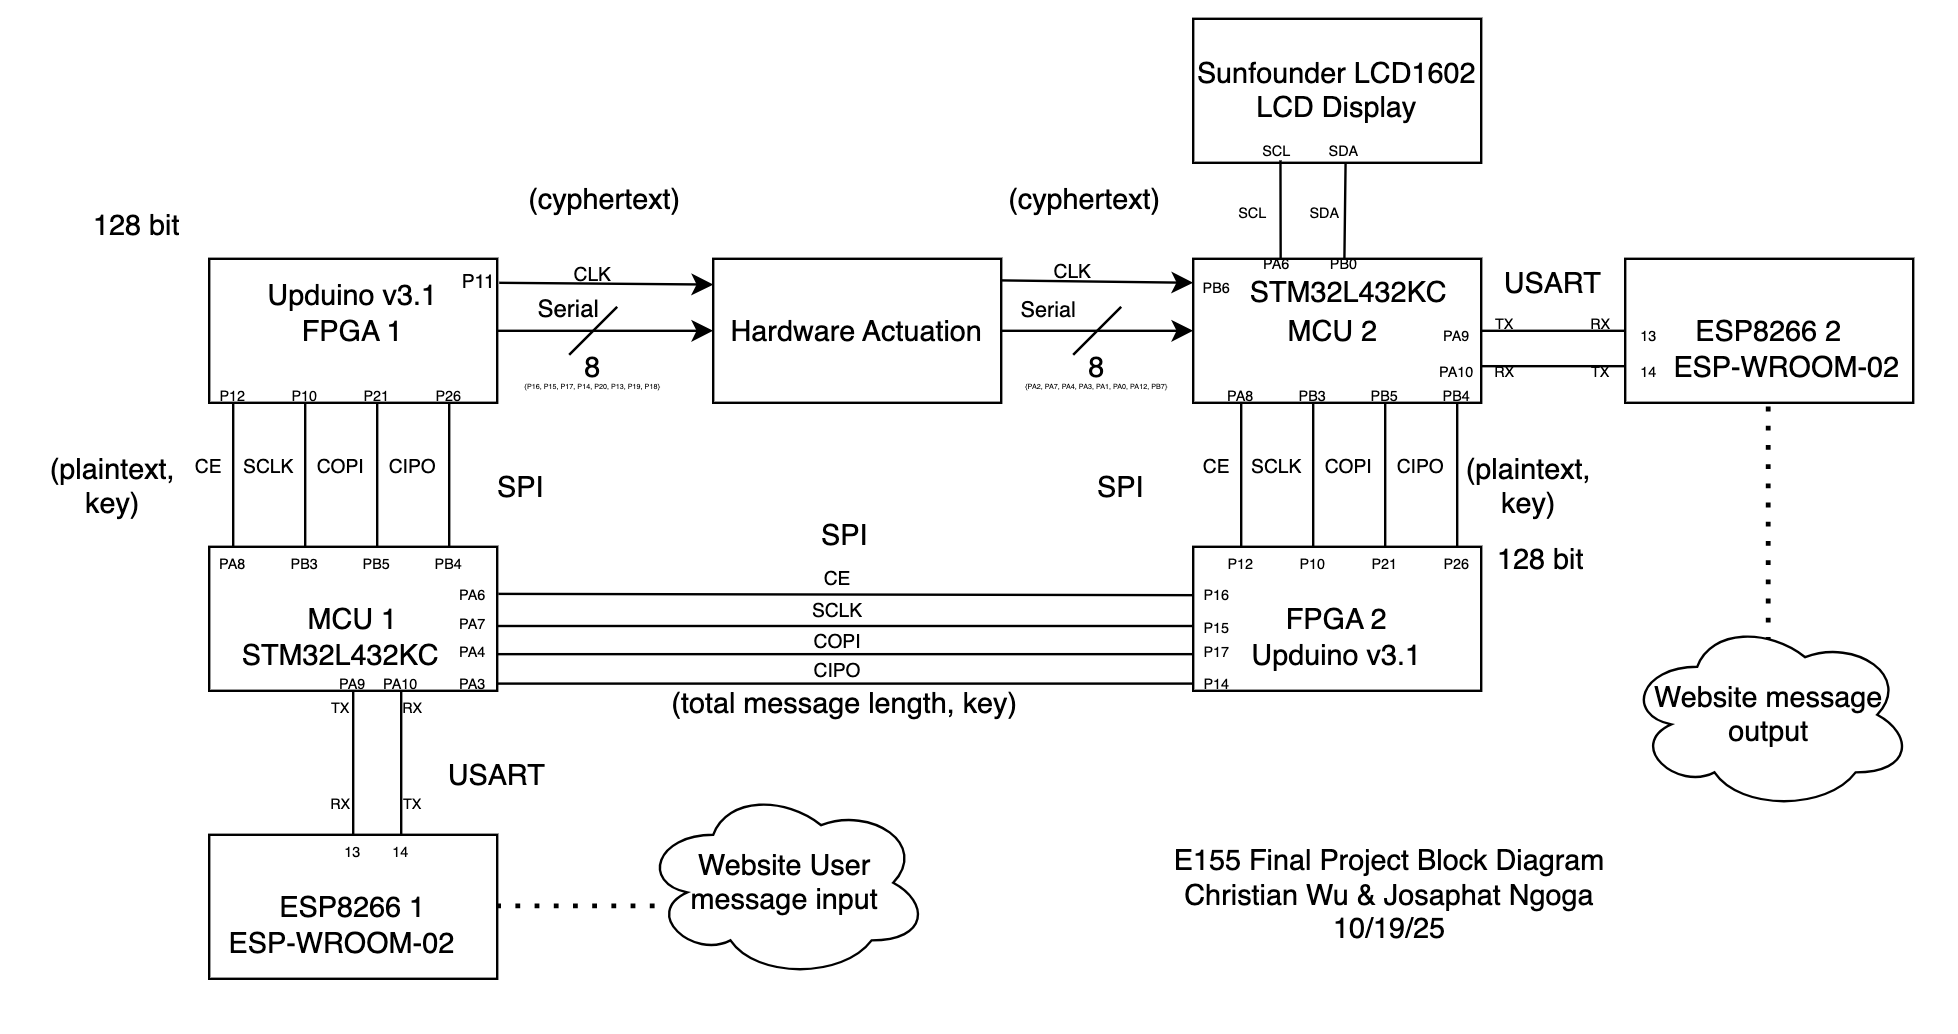 Sunfounder LCD1602
LCD Display
SCL SDA
SCL SDA
(cyphertext)
(cyphertext)
128 bit
Upduino v3.1
FPGA 1
P11
P12 P10 P21 P26
CLK
Serial
8
{P16, P15, P17, P14, P20, P13, P19, P18}
Hardware Actuation
CLK
Serial
8
{PA2, PA7, PA4, PA3, PA1, PA0, PA12, PB7}
PA6 PB0
PB6
STM32L432KC
MCU 2
PA9
PA10
PA8 PB3 PB5 PB4
USART
TX RX
RX TX
13
14
ESP8266 2
ESP-WROOM-02
(plaintext,
key)
CE SCLK COPI CIPO
SPI
SPI
CE SCLK COPI CIPO
(plaintext,
key)
PA8 PB3 PB5 PB4
MCU 1
STM32L432KC
PA6
PA7
PA4
PA3
PA9 PA10
SPI
CE
SCLK
COPI
CIPO
(total message length, key)
P12 P10 P21 P26
P16
P15
P17
P14
FPGA 2
Upduino v3.1
128 bit
Website message
output
TX RX
USART
RX TX
13 14
ESP8266 1
ESP-WROOM-02
Website User
message input
E155 Final Project Block Diagram
Christian Wu & Josaphat Ngoga
10/19/25